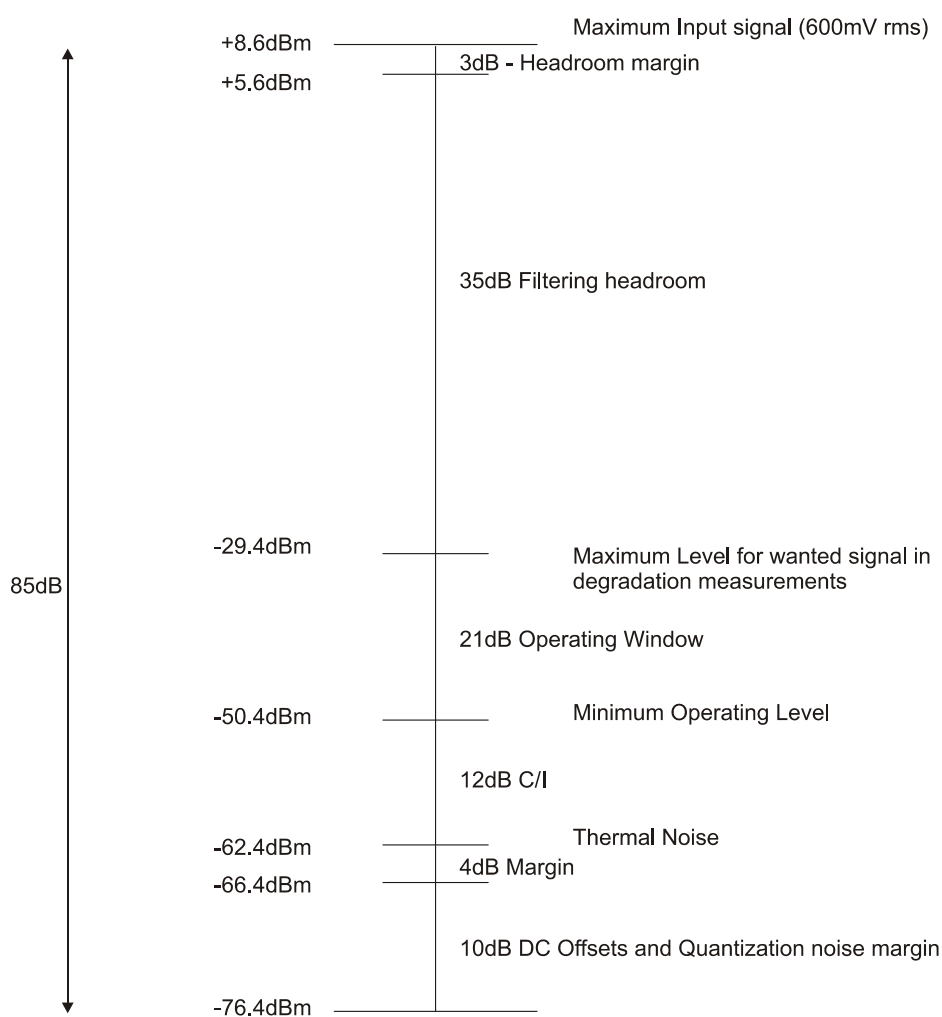 Maximum Input signal (600mV rms)
+8.6dBm
3dB - Headroom margin
+5.6dBm
35dB Filtering headroom
-29.4dBm
Maximum Level for wanted signal in
degradation measurements
85dB
21dB Operating Window
-50.4dBm
Minimum Operating Level
12dB C/I
Thermal Noise
-62.4dBm
4dB Margin
-66.4dBm
10dB DC Offsets and Quantization noise margin
-76.4dBm